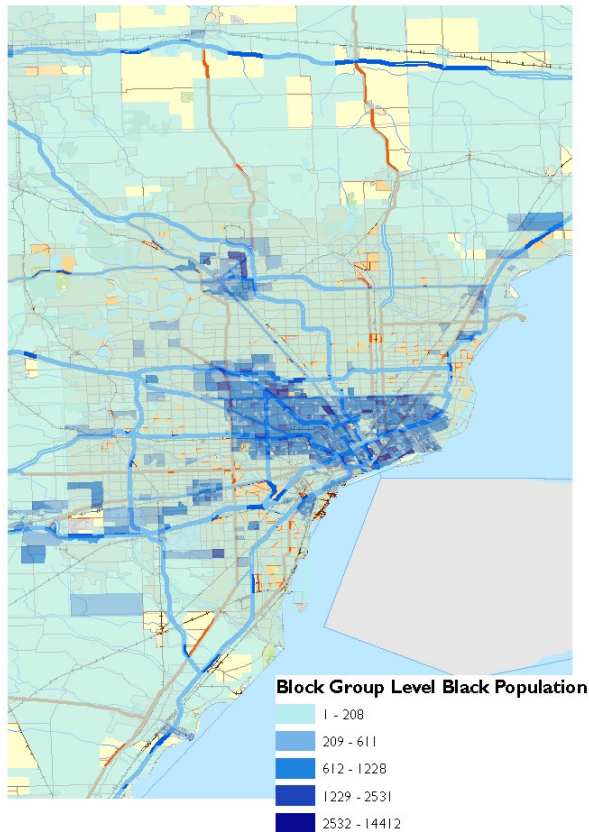 Block Group Level Black Population
1 - 208
209 - 611
612 - 1228
1229 - 2531
2532 - 14412